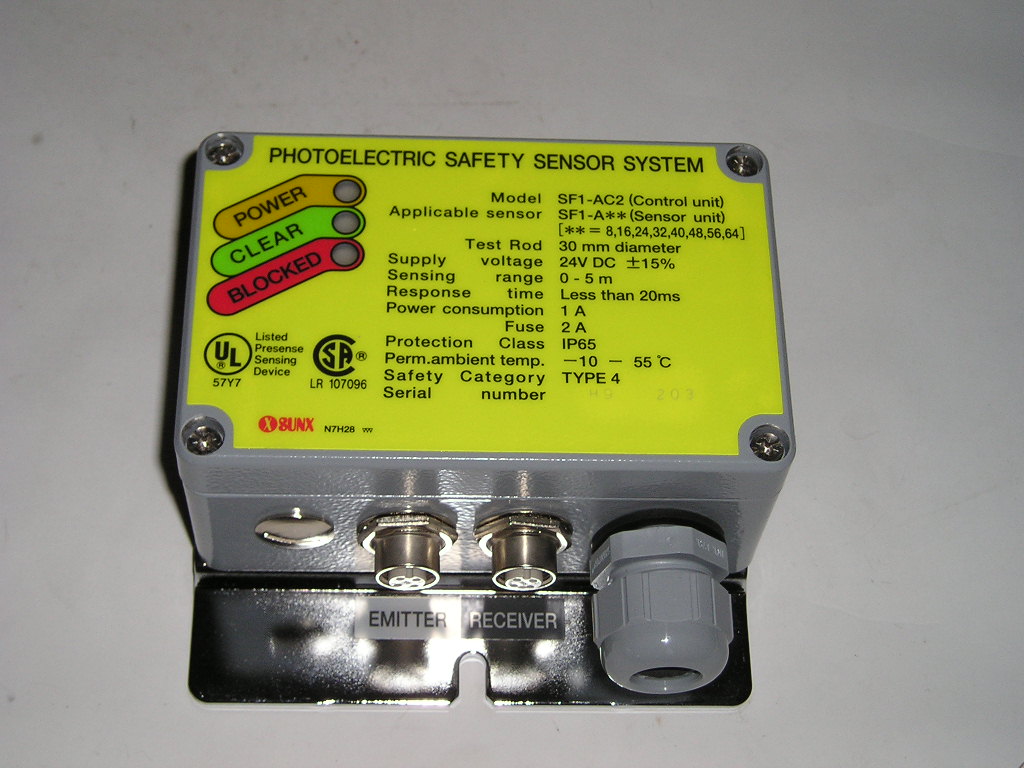 PHOTOELECTRIC SAFETY SENSOR SYSTEM
POWER
CLEAR
BLOCKED
Model SF1-AC2 (Control unit)
Applicable sensor SF1-A** (Sensor unit)
[** = 8,16,24,32,40,48,56,64]
Test Rod 30 mm diameter
Supply voltage 24V DC ±15%
Sensing range 0 - 5 m
Response time Less than 20ms
Power consumption 1 A
Fuse 2 A
Protection Class IP65
Perm.ambient temp. −10 − 55 °C
Safety Category TYPE 4
Serial number H9 203
UL ®
Listed
Presense
Sensing
Device
57Y7
SA ®
LR 107096
SUNX N7H28
EMITTER RECEIVER